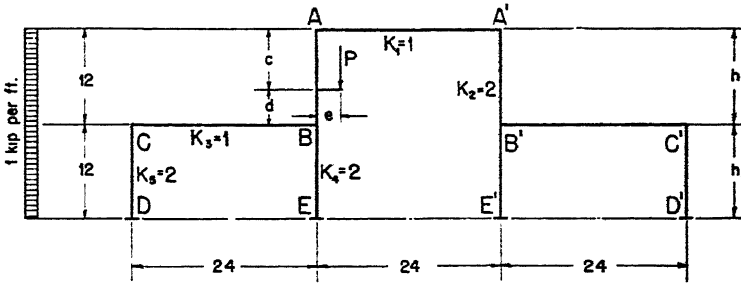 A A'
K₁=1
c P
12 h
1 kip per ft.
K₂=2
d
e
C K₃=1 B B' C'
12 K₅=2 K₄=2 h
D E E' D'
24 24 24